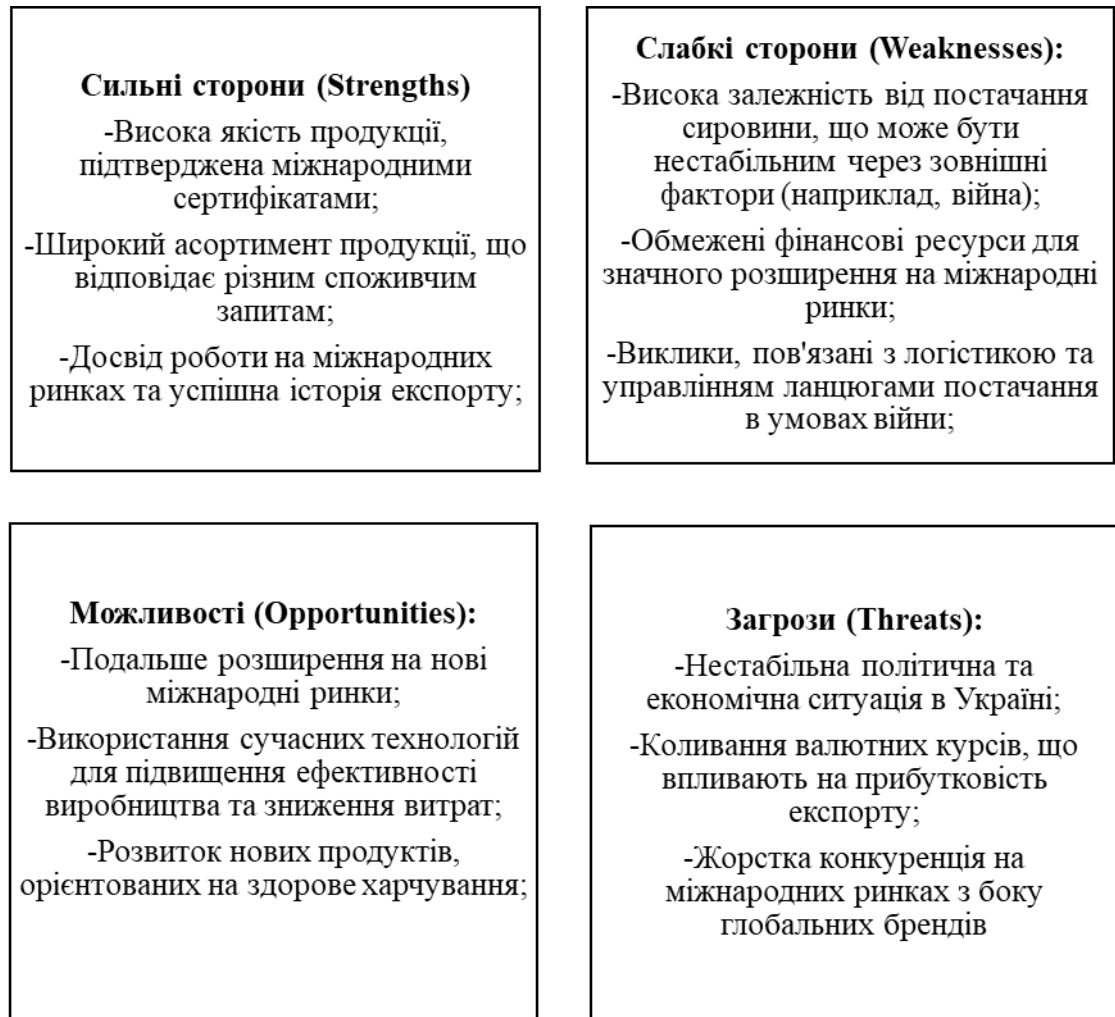 Сильні сторони (Strengths)
-Висока якість продукції,
підтверджена міжнародними
сертифікатами;
-Широкий асортимент продукції, що
відповідає різним споживчим
запитам;
-Досвід роботи на міжнародних
ринках та успішна історія експорту;
Слабкі сторони (Weaknesses):
-Висока залежність від постачання
сировини, що може бути
нестабільним через зовнішні
фактори (наприклад, війна);
-Обмежені фінансові ресурси для
значного розширення на міжнародні
ринки;
-Виклики, пов'язані з логістикою та
управлінням ланцюгами постачання
в умовах війни;
Можливості (Opportunities):
-Подальше розширення на нові
міжнародні ринки;
-Використання сучасних технологій
для підвищення ефективності
виробництва та зниження витрат;
-Розвиток нових продуктів,
орієнтованих на здорове харчування;
Загрози (Threats):
-Нестабільна політична та
економічна ситуація в Україні;
-Коливання валютних курсів, що
впливають на прибутковість
експорту;
-Жорстка конкуренція на
міжнародних ринках з боку
глобальних брендів